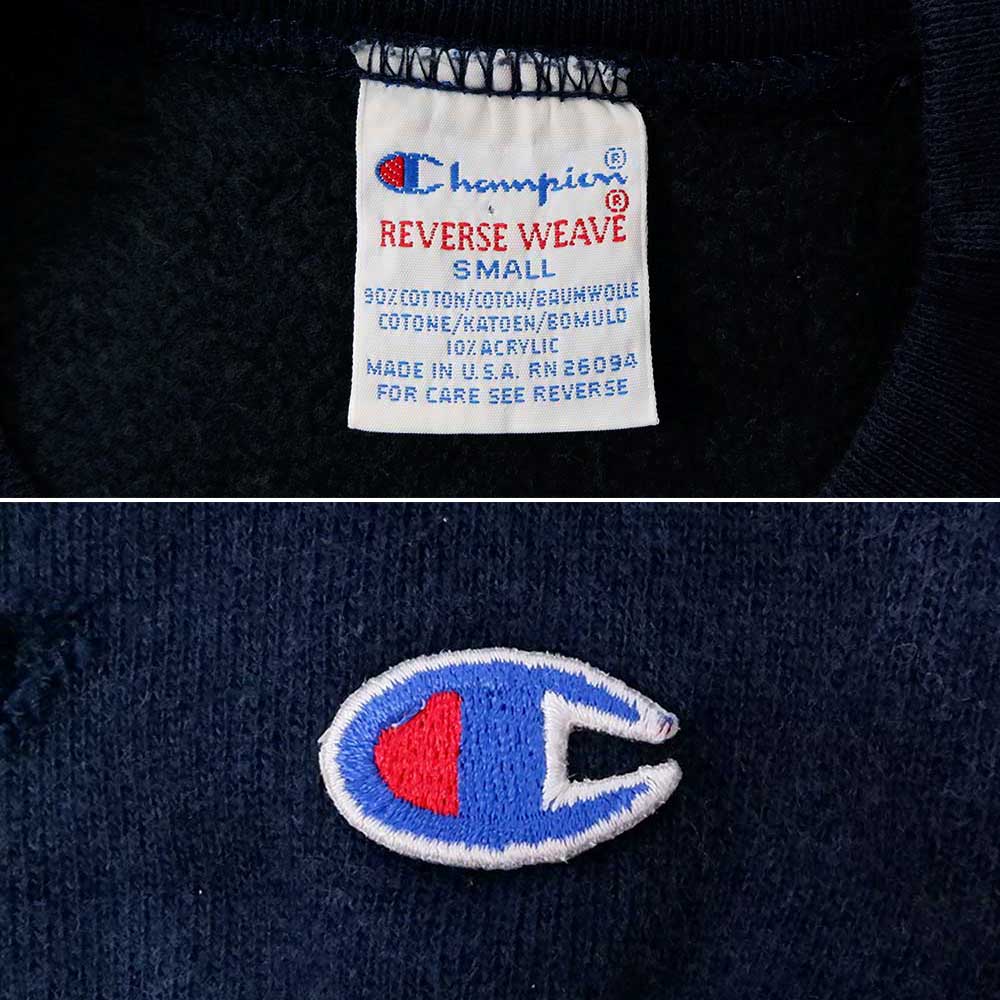 Champion®
REVERSE WEAVE®
SMALL
90% COTTON/COTON/BAUMWOLLE
COTONE/KATOEN/BOMULD
10% ACRYLIC
MADE IN U.S.A. RN 26094
FOR CARE SEE REVERSE